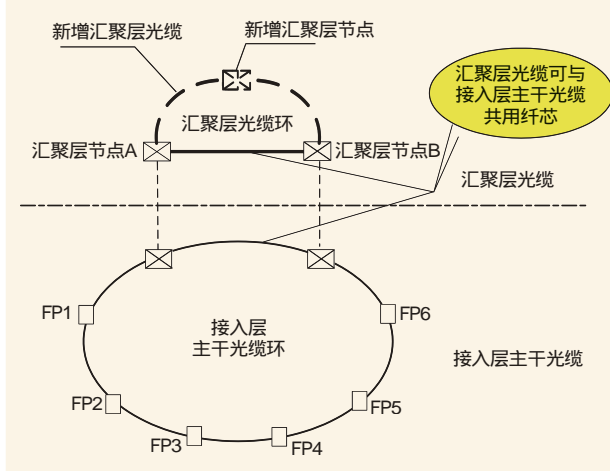 新增汇聚层光缆
新增汇聚层节点
汇聚层光缆可与
接入层主干光缆
共用纤芯
汇聚层光缆环
汇聚层节点A
汇聚层节点B
汇聚层光缆
FP1
FP6
接入层
主干光缆环
接入层主干光缆
FP2
FP5
FP3
FP4